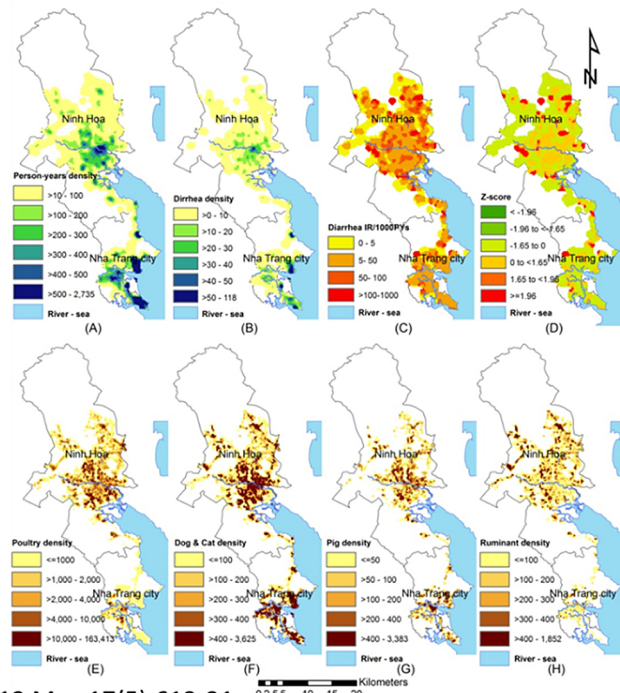 N
Ninh Hoa
Nha Trang city
Person-years density
>10 - 100
>100 - 200
>200 - 300
>300 - 400
>400 - 500
>500 - 2,735
River - sea
(A)
Ninh Hoa
Nha Trang city
Dirrhea density
>0 - 10
>10 - 20
>20 - 30
>30 - 40
>40 - 50
>50 - 118
River - sea
(B)
Ninh Hoa
Nha Trang city
Diarrhea IR/1000PYs
0 - 5
5- 50
50- 100
>100-1000
River - sea
(C)
Ninh Hoa
Nha Trang city
Z-score
< -1.96
-1.96 to <-1.65
-1.65 to 0
0 to <1.65
1.65 to <1.96
>=1.96
River - sea
(D)
Ninh Hoa
Nha Trang city
Poultry density
<=1000
>1,000 - 2,000
>2,000 - 4,000
>4,000 - 10,000
>10,000 - 163,413
River - sea
(E)
Ninh Hoa
Nha Trang city
Dog & Cat density
<=100
>100 - 200
>200 - 300
>300 - 400
>400 - 3,625
River - sea
(F)
Ninh Hoa
Nha Trang city
Pig density
<=50
>50 - 100
>100 - 200
>200 - 400
>400 - 3,383
River - sea
(G)
Ninh Hoa
Nha Trang city
Ruminant density
<=100
>100 - 200
>200 - 300
>300 - 400
>400 - 1,852
River - sea
(H)
Kilometers